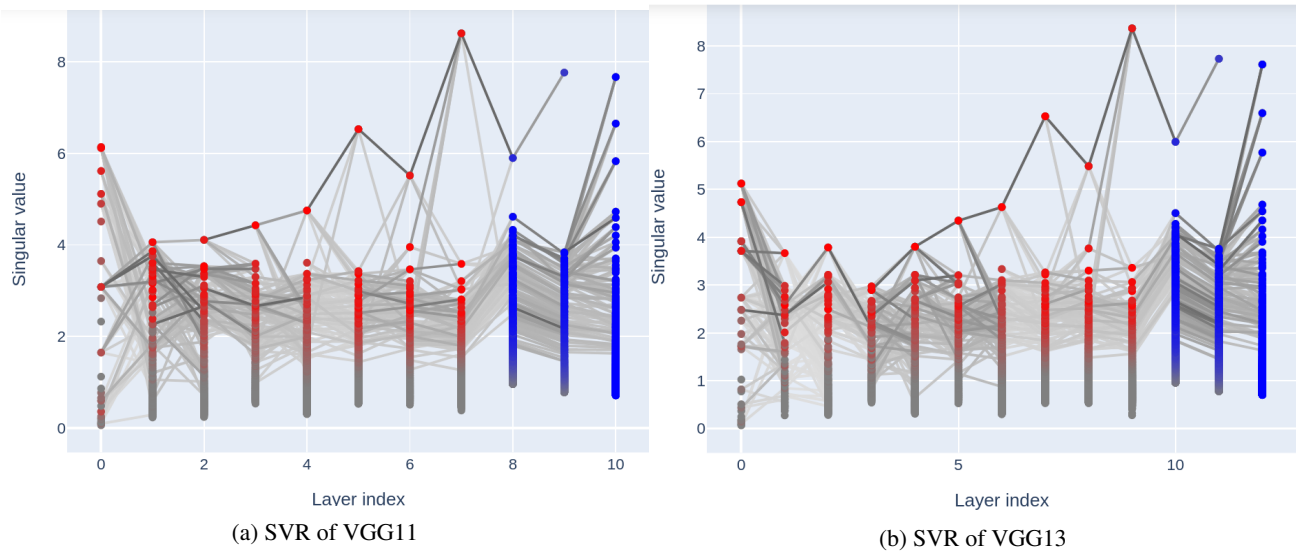 8
6
4
2
0
Singular value
0 2 4 6 8 10
Layer index
(a) SVR of VGG11
8
7
6
5
4
3
2
1
0
Singular value
0 5 10
Layer index
(b) SVR of VGG13